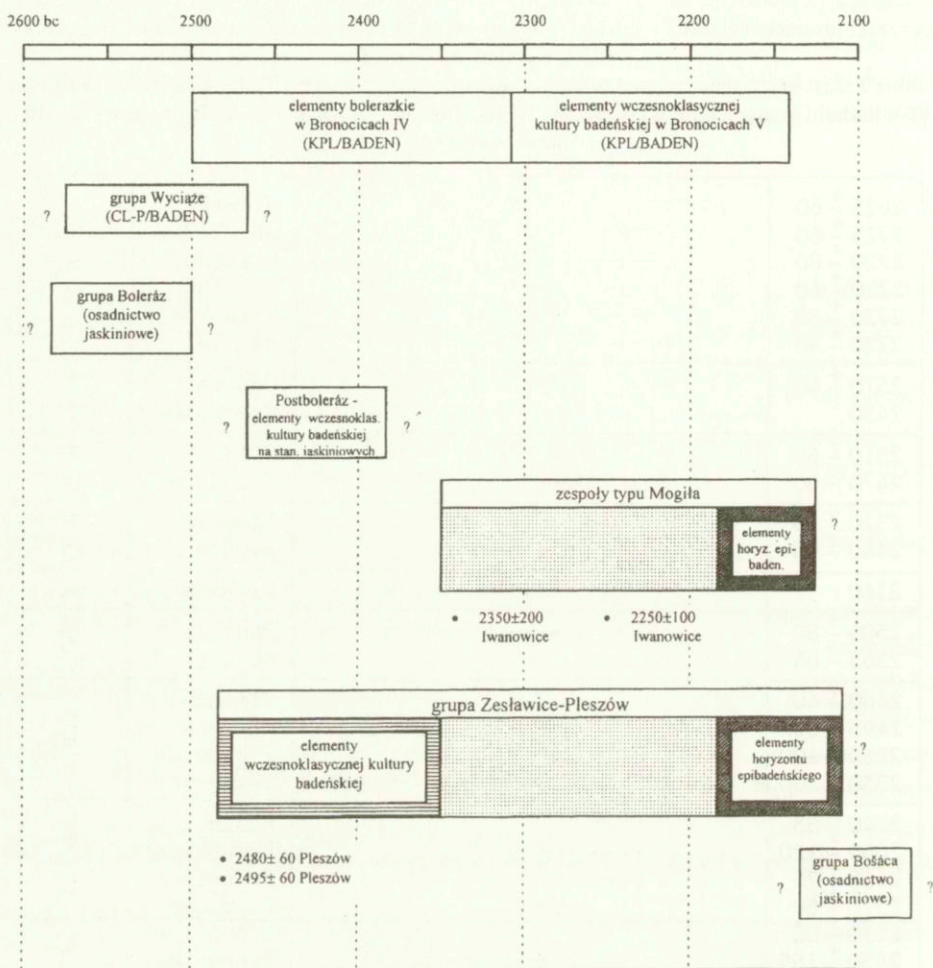 2600 bc 2500 2400 2300 2200 2100
elementy bolerazkie
w Bronocicach IV
(KPL/BADEN)
elementy wczesnoklasycznej
kultury badeńskiej w Bronocicach V
(KPL/BADEN)
grupa Wyciąże
(CL-P/BADEN)
? ?
grupa Boleráz
(osadnictwo
jaskiniowe)
? ?
Postboleráz -
elementy wczesnoklas.
kultury badeńskiej
na stan. jaskiniowych
? ?
zespoły typu Mogiła
elementy
horyz. epi-
baden.
?
• 2350±200
Iwanowice
• 2250±100
Iwanowice
grupa Zesławice-Pleszów
elementy
wczesnoklasycznej kultury
badeńskiej
elementy
horyzontu
epibadeńskiego
?
• 2480± 60 Pleszów
• 2495± 60 Pleszów
grupa Bošáca
(osadnictwo
jaskiniowe)
? ?